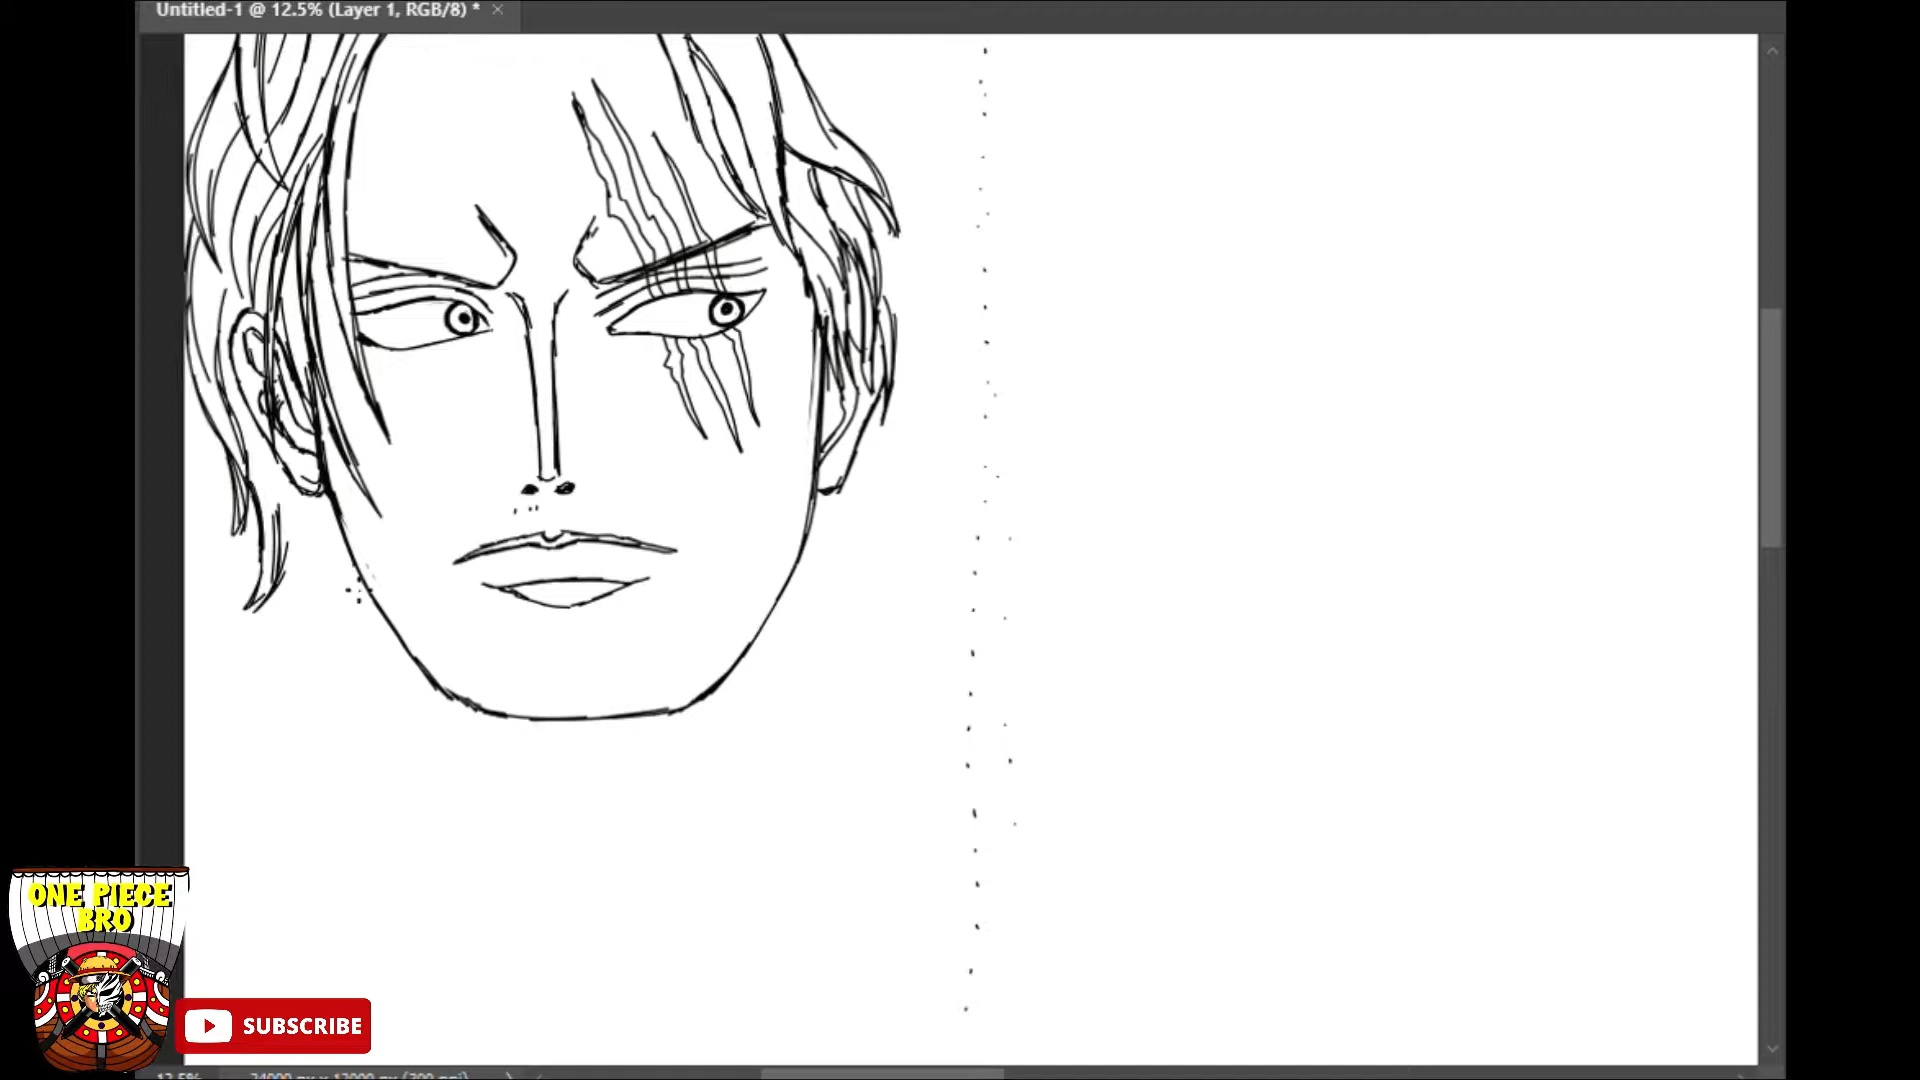 Untitled-1 @ 12.5% (Layer 1, RGB/8) *
ONE PIECE
BRO
SUBSCRIBE